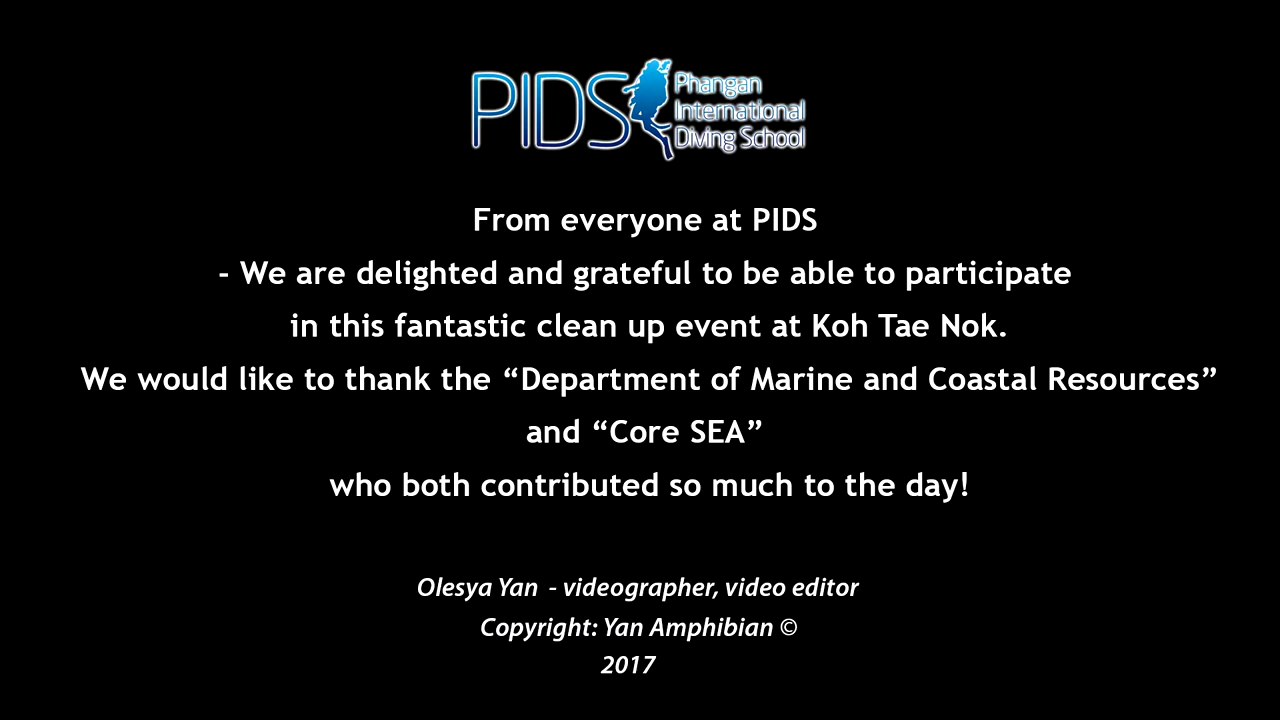 PIDS
Phangan
International
Diving School
From everyone at PIDS
- We are delighted and grateful to be able to participate
in this fantastic clean up event at Koh Tae Nok.
We would like to thank the “Department of Marine and Coastal Resources”
and “Core SEA”
who both contributed so much to the day!
Olesya Yan - videographer, video editor
Copyright: Yan Amphibian ©
2017